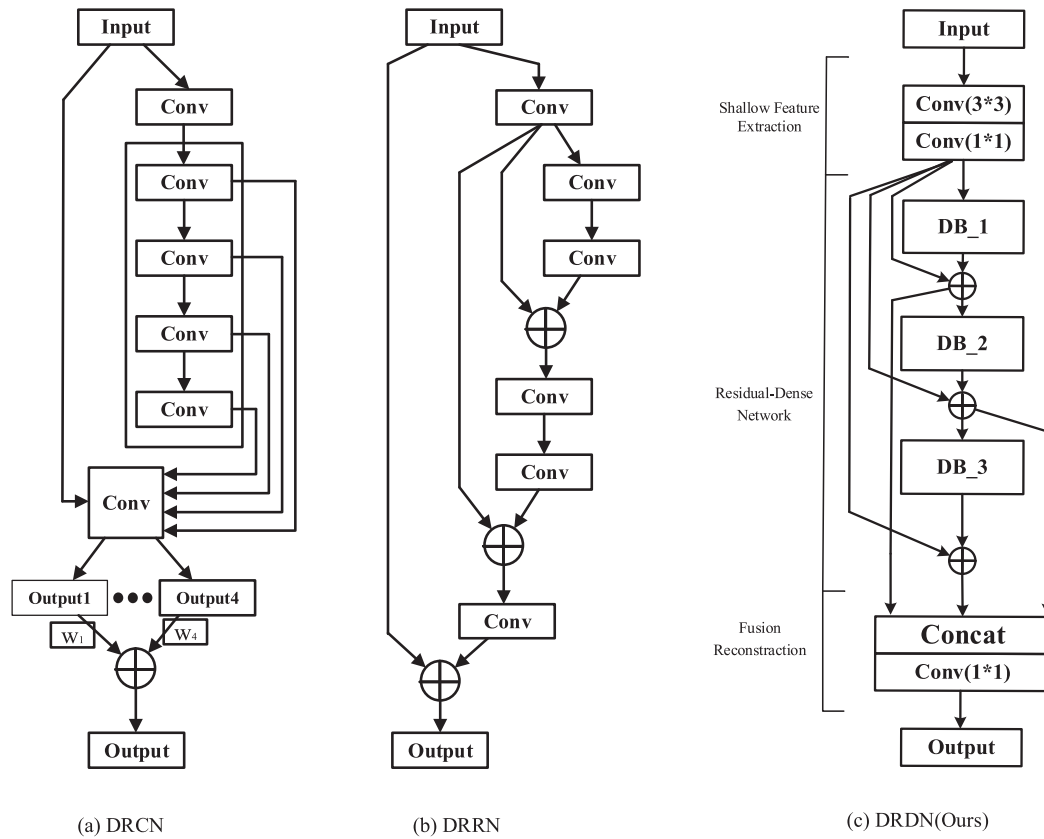 Input
Conv
Conv
Conv
Conv
Conv
Conv
Output1
Output4
W1
W4
Output
(a) DRCN
Input
Conv
Conv
Conv
Conv
Conv
Conv
Output
(b) DRRN
Input
Shallow Feature
Extraction
Conv(3*3)
Conv(1*1)
Residual-Dense
Network
DB_1
DB_2
DB_3
Fusion
Reconstraction
Concat
Conv(1*1)
Output
(c) DRDN(Ours)